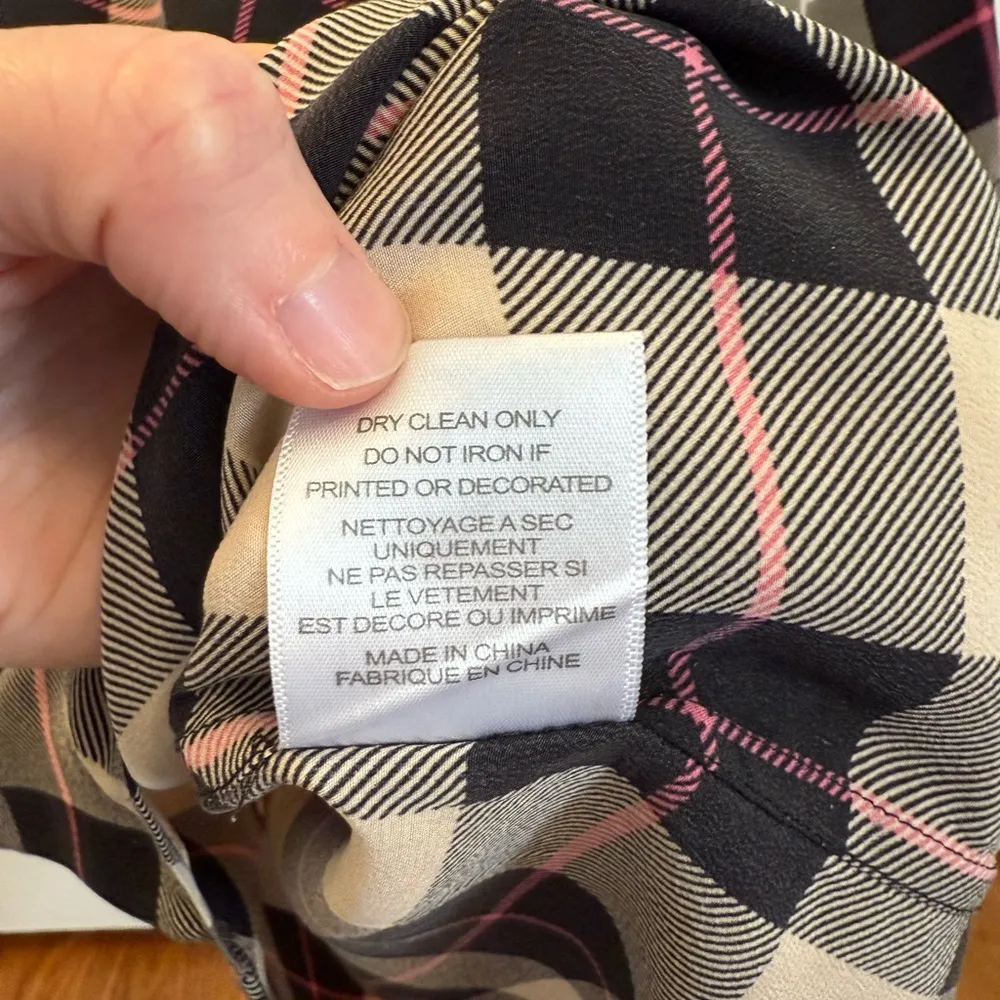 DRY CLEAN ONLY
DO NOT IRON IF
PRINTED OR DECORATED
NETTOYAGE A SEC
UNIQUEMENT
NE PAS REPASSER SI
LE VETEMENT
EST DECORE OU IMPRIME
MADE IN CHINA
FABRIQUE EN CHINE